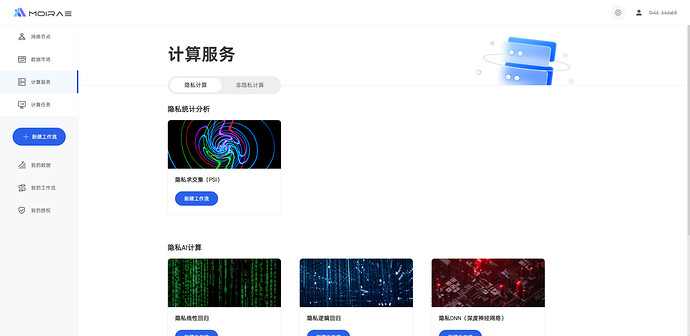 MOIRAE
0x46...b4dab8
网络节点
数据市场
计算服务
计算任务
+ 新建工作流
我的数据
我的工作流
我的授权
计算服务
隐私计算
非隐私计算
隐私统计分析
隐私求交集（PSI）
新建工作流
隐私AI计算
隐私线性回归
隐私逻辑回归
隐私DNN（深度神经网络）